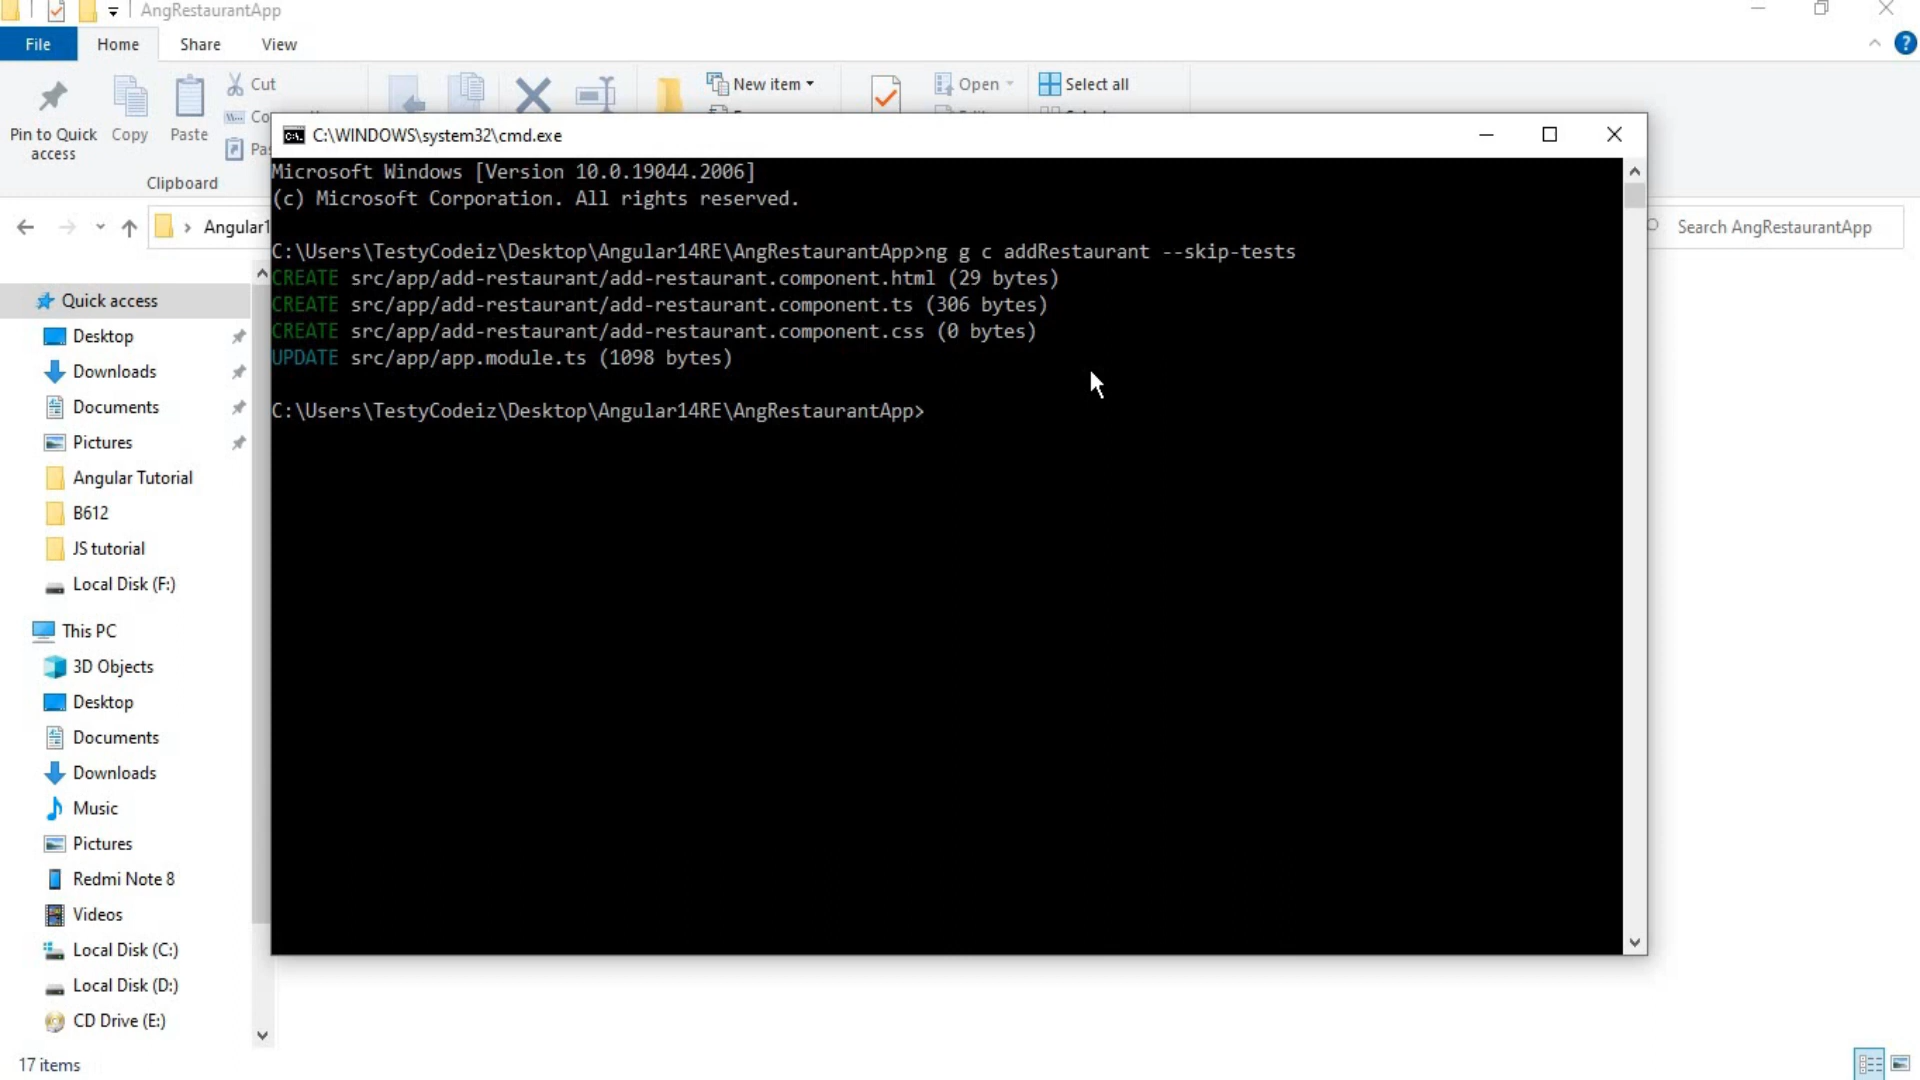 AngRestaurantApp
File Home Share View
Pin to Quick access
Copy
Paste
Cut
New item
Open
Select all
Clipboard
C:\WINDOWS\system32\cmd.exe
Microsoft Windows [Version 10.0.19044.2006]
(c) Microsoft Corporation. All rights reserved.
C:\Users\TestyCodeiz\Desktop\Angular14RE\AngRestaurantApp>ng g c addRestaurant --skip-tests
CREATE src/app/add-restaurant/add-restaurant.component.html (29 bytes)
CREATE src/app/add-restaurant/add-restaurant.component.ts (306 bytes)
CREATE src/app/add-restaurant/add-restaurant.component.css (0 bytes)
UPDATE src/app/app.module.ts (1098 bytes)
C:\Users\TestyCodeiz\Desktop\Angular14RE\AngRestaurantApp>
Angular1
Search AngRestaurantApp
Quick access
Desktop
Downloads
Documents
Pictures
Angular Tutorial
B612
JS tutorial
Local Disk (F:)
This PC
3D Objects
Desktop
Documents
Downloads
Music
Pictures
Redmi Note 8
Videos
Local Disk (C:)
Local Disk (D:)
CD Drive (E:)
17 items